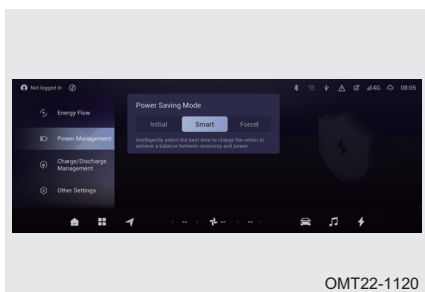 Not logged in
4G
08:05
Energy Flow
Power Management
Charge/Discharge
Management
Other Settings
Power Saving Mode
Initial
Smart
Forcel
Intelligently select the best time to charge the vehicr to
achieve a balance between economy and power
-- -- --
OMT22-1120